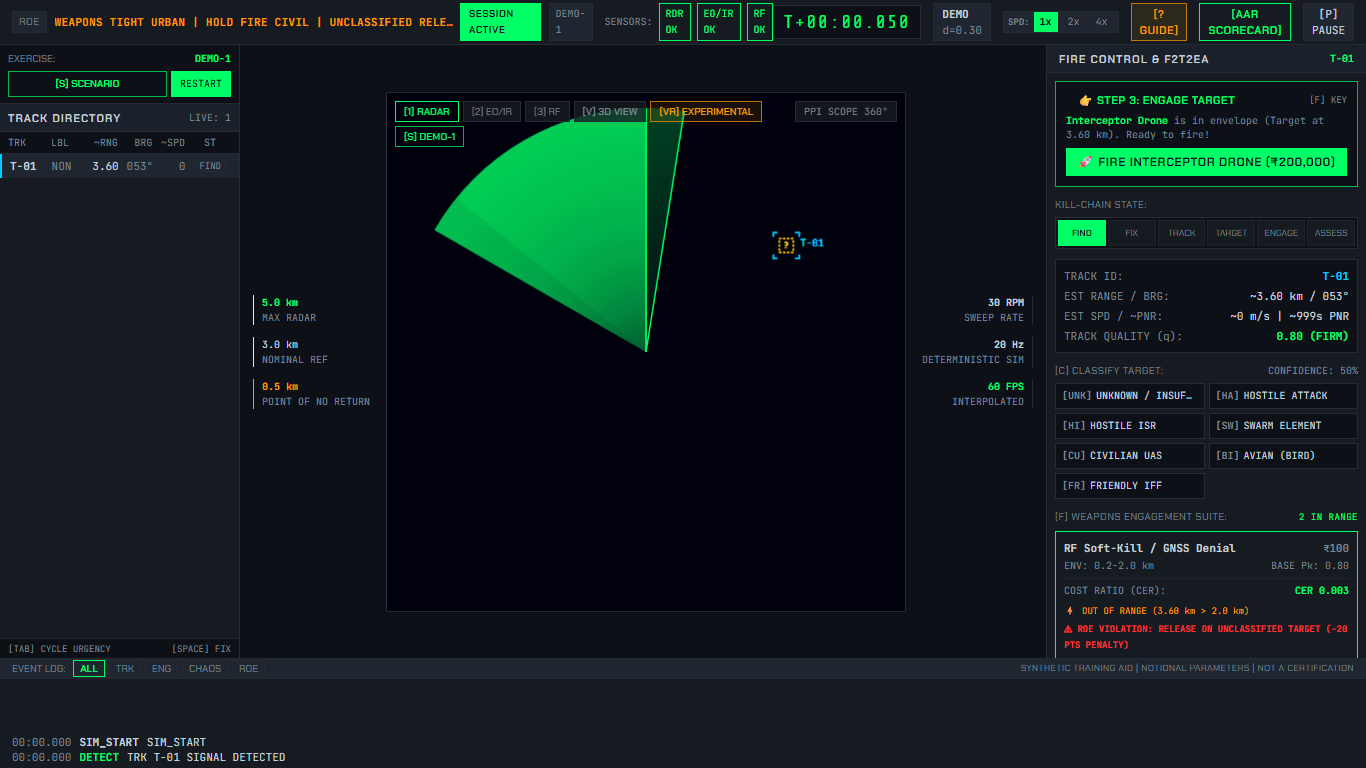 ROE
WEAPONS TIGHT URBAN | HOLD FIRE CIVIL | UNCLASSIFIED RELE…
SESSION ACTIVE
DEMO-1
SENSORS:
RDR OK
EO/IR OK
RF OK
T+00:00.050
DEMO
d=0.30
SPD: 1x 2x 4x
[? GUIDE]
[AAR SCORECARD]
[P] PAUSE
EXERCISE: DEMO-1
[S] SCENARIO
RESTART
TRACK DIRECTORY LIVE: 1
TRK LBL ~RNG BRG ~SPD ST
T-01 NON 3.60 053° 0 FIND
[TAB] CYCLE URGENCY [SPACE] FIX
[1] RADAR
[2] EO/IR
[3] RF
[V] 3D VIEW
[VR] EXPERIMENTAL
PPI SCOPE 360°
[S] DEMO-1
?
T-01
5.0 km
MAX RADAR
3.0 km
NOMINAL REF
0.5 km
POINT OF NO RETURN
30 RPM
SWEEP RATE
20 Hz
DETERMINISTIC SIM
60 FPS
INTERPOLATED
FIRE CONTROL & F2T2EA T-01
STEP 3: ENGAGE TARGET [F] KEY
Interceptor Drone is in envelope (Target at
3.60 km). Ready to fire!
FIRE INTERCEPTOR DRONE (₹200,000)
KILL-CHAIN STATE:
FIND FIX TRACK TARGET ENGAGE ASSESS
TRACK ID: T-01
EST RANGE / BRG: ~3.60 km / 053°
EST SPD / ~PNR: ~0 m/s | ~999s PNR
TRACK QUALITY (q): 0.80 (FIRM)
[C] CLASSIFY TARGET: CONFIDENCE: 50%
[UNK] UNKNOWN / INSUF…
[HA] HOSTILE ATTACK
[HI] HOSTILE ISR
[SW] SWARM ELEMENT
[CU] CIVILIAN UAS
[BI] AVIAN (BIRD)
[FR] FRIENDLY IFF
[F] WEAPONS ENGAGEMENT SUITE: 2 IN RANGE
RF Soft-Kill / GNSS Denial ₹100
ENV: 0.2-2.0 km BASE Pk: 0.80
COST RATIO (CER): CER 0.003
OUT OF RANGE (3.60 km > 2.0 km)
ROE VIOLATION: RELEASE ON UNCLASSIFIED TARGET (-20
PTS PENALTY)
EVENT LOG: ALL TRK ENG CHAOS ROE
SYNTHETIC TRAINING AID | NOTIONAL PARAMETERS | NOT A CERTIFICATION
00:00.000 SIM_START SIM_START
00:00.000 DETECT TRK T-01 SIGNAL DETECTED